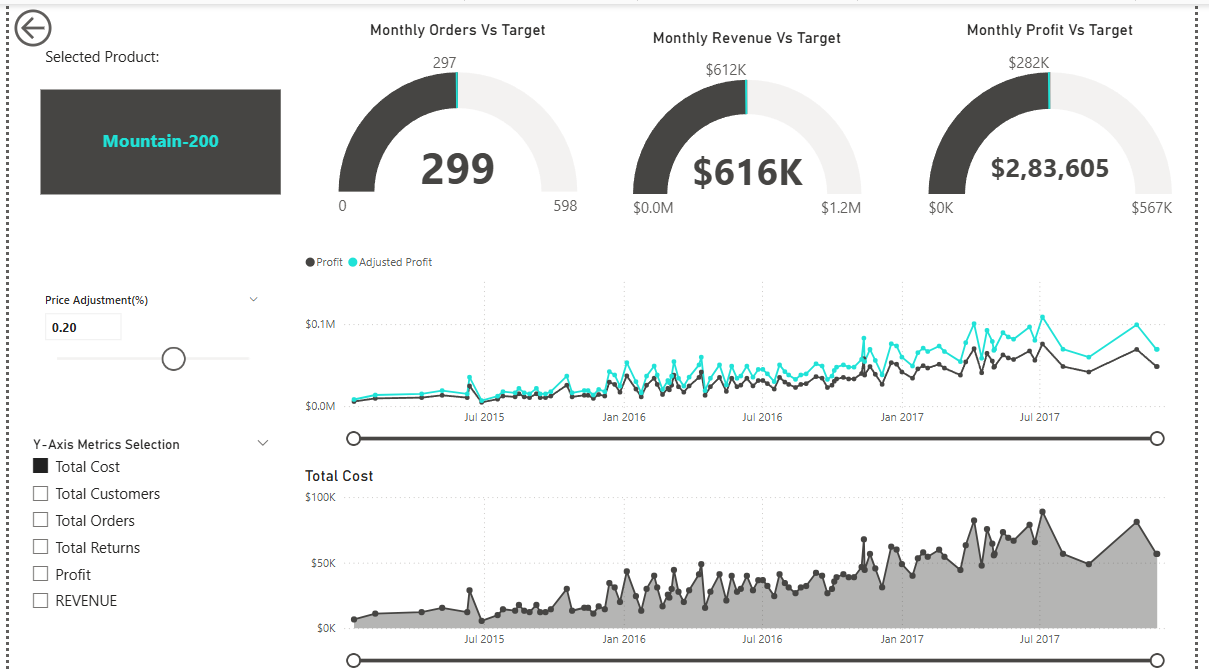 Selected Product:
Mountain-200
Monthly Orders Vs Target
297
299
0
598
Monthly Revenue Vs Target
$612K
$616K
$0.0M
$1.2M
Monthly Profit Vs Target
$282K
$2,83,605
$0K
$567K
Price Adjustment(%)
0.20
Profit
Adjusted Profit
$0.1M
$0.0M
Jul 2015
Jan 2016
Jul 2016
Jan 2017
Jul 2017
Y-Axis Metrics Selection
Total Cost
Total Customers
Total Orders
Total Returns
Profit
REVENUE
Total Cost
$100K
$50K
$0K
Jul 2015
Jan 2016
Jul 2016
Jan 2017
Jul 2017